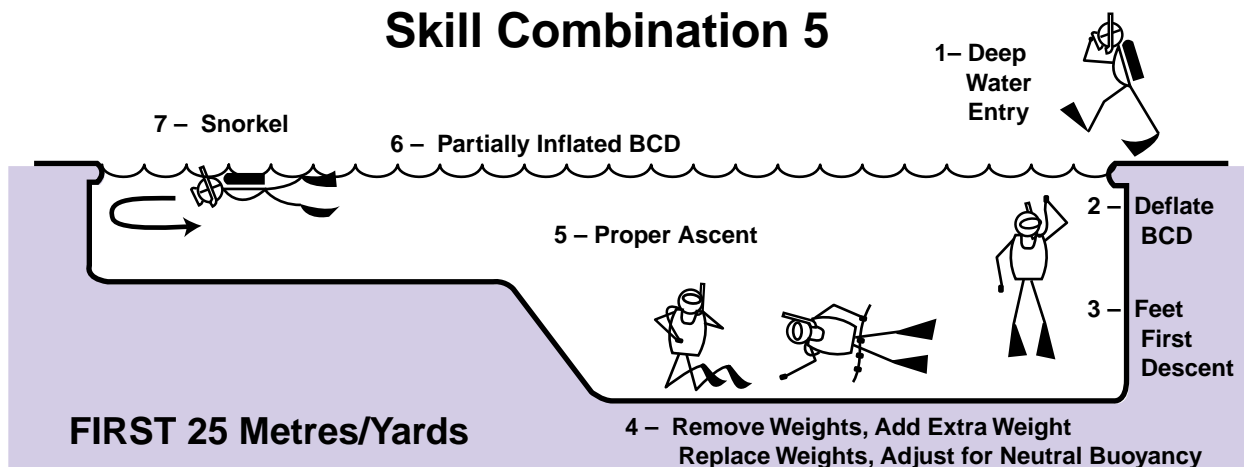 Skill Combination 5
1– Deep
Water
Entry
7 – Snorkel
6 – Partially Inflated BCD
2 – Deflate
BCD
5 – Proper Ascent
3 – Feet
First
Descent
FIRST 25 Metres/Yards
4 – Remove Weights, Add Extra Weight
Replace Weights, Adjust for Neutral Buoyancy